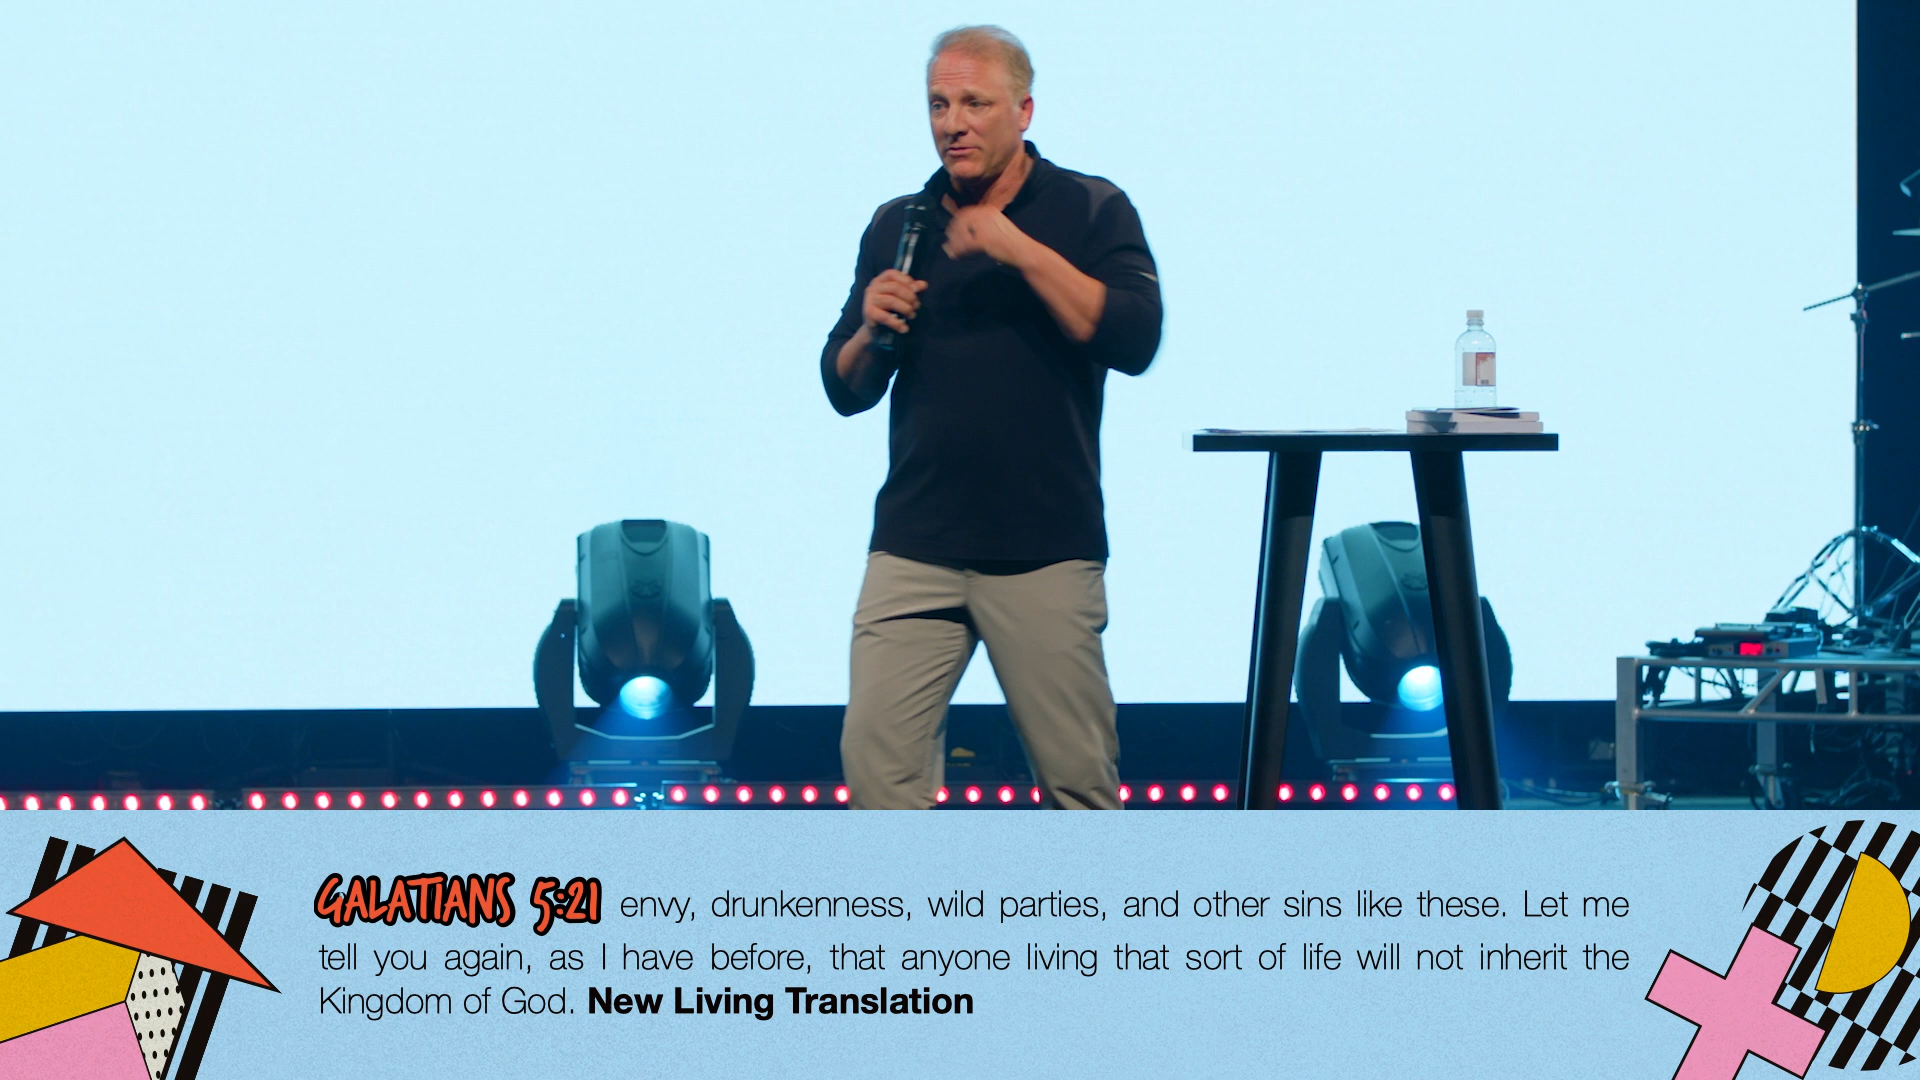 GALATIANS 5:21 envy, drunkenness, wild parties, and other sins like these. Let me
tell you again, as I have before, that anyone living that sort of life will not inherit the
Kingdom of God. New Living Translation